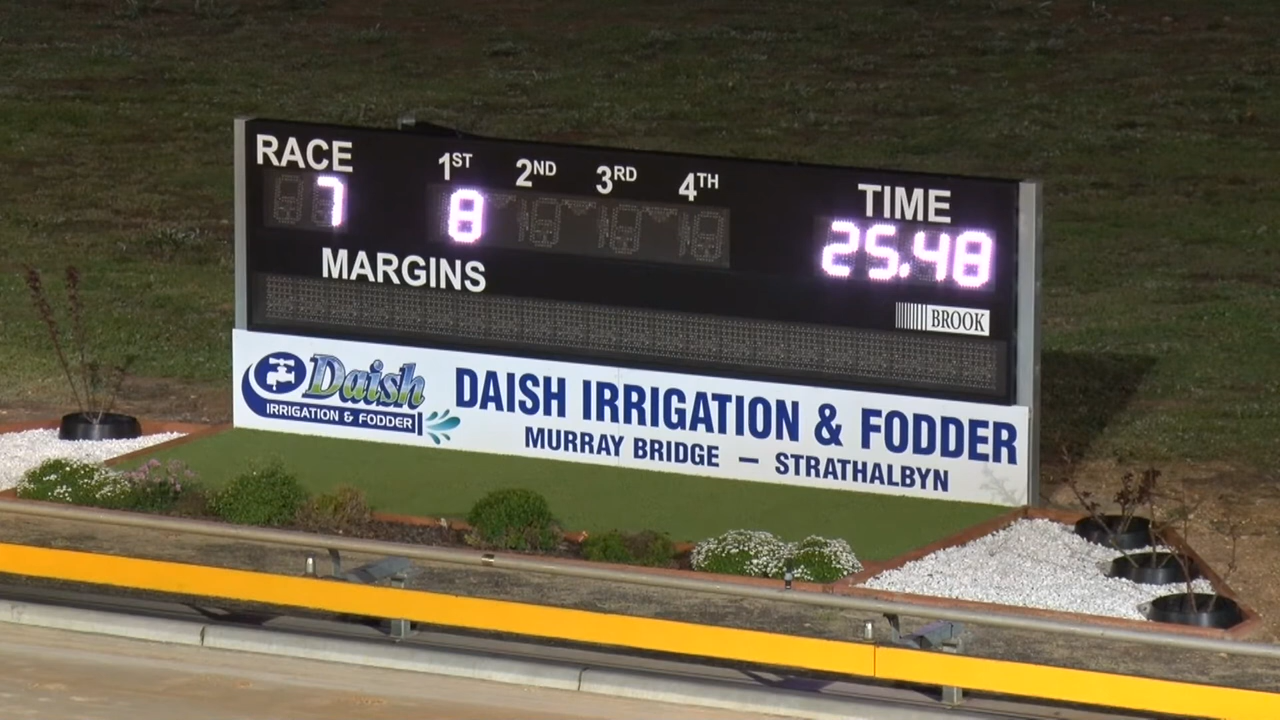 RACE 1ST 2ND 3RD 4TH TIME
7 8 25.48
MARGINS
BROOK
Daish
IRRIGATION & FODDER
DAISH IRRIGATION & FODDER
MURRAY BRIDGE – STRATHALBYN